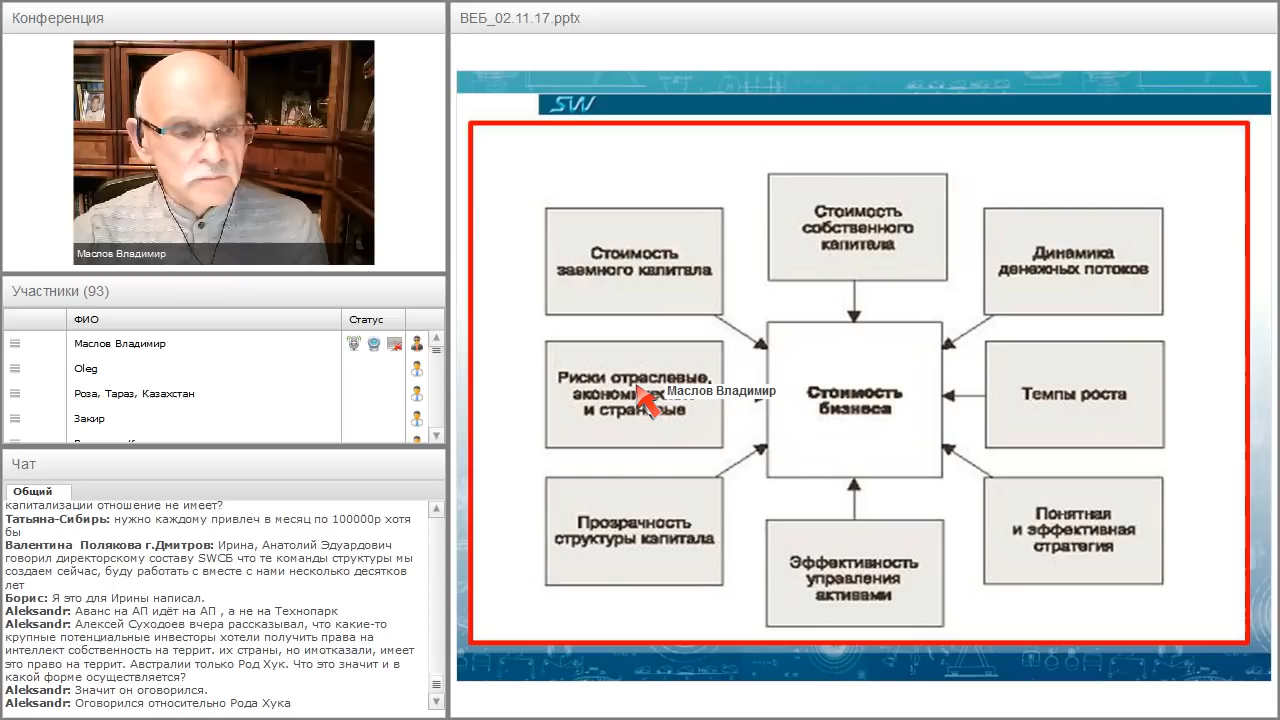 Конференция
Маслов Владимир
Участники (93)
ФИО
Статус
Маслов Владимир
Oleg
Роза, Тараз, Казахстан
Закир
Чат
Общий
капитализации отношение не имеет?
Татьяна-Сибирь: нужно каждому привлеч в месяц по 100000р хотя
бы
Валентина Полякова г.Дмитров: Ирина, Анатолий Эдуардович
говорил директорскому составу SWСБ что те команды структуры мы
создаем сейчас, буду работать с вместе с нами несколько десятков
лет
Борис: Я это для Ирины написал.
Aleksandr: Аванс на АП идёт на АП , а не на Технопарк
Aleksandr: Алексей Суходоев вчера рассказывал, что какие-то
крупные потенциальные инвесторы хотели получить права на
интеллект собственность на террит. их страны, но имотказали, имеет
это право на террит. Австралии только Род Хук. Что это значит и в
какой форме осуществляется?
Aleksandr: Значит он оговорился.
Aleksandr: Оговорился относительно Рода Хука
ВЕБ_02.11.17.pptx
SW
Стоимость
заемного капитала
Стоимость
собственного
капитала
Динамика
денежных потоков
Риски отраслевые,
и
Маслов Владимир
Стоимость
бизнеса
Темпы роста
Прозрачность
структуры капитала
Эффективность
управления
активами
Понятная
и эффективная
стратегия